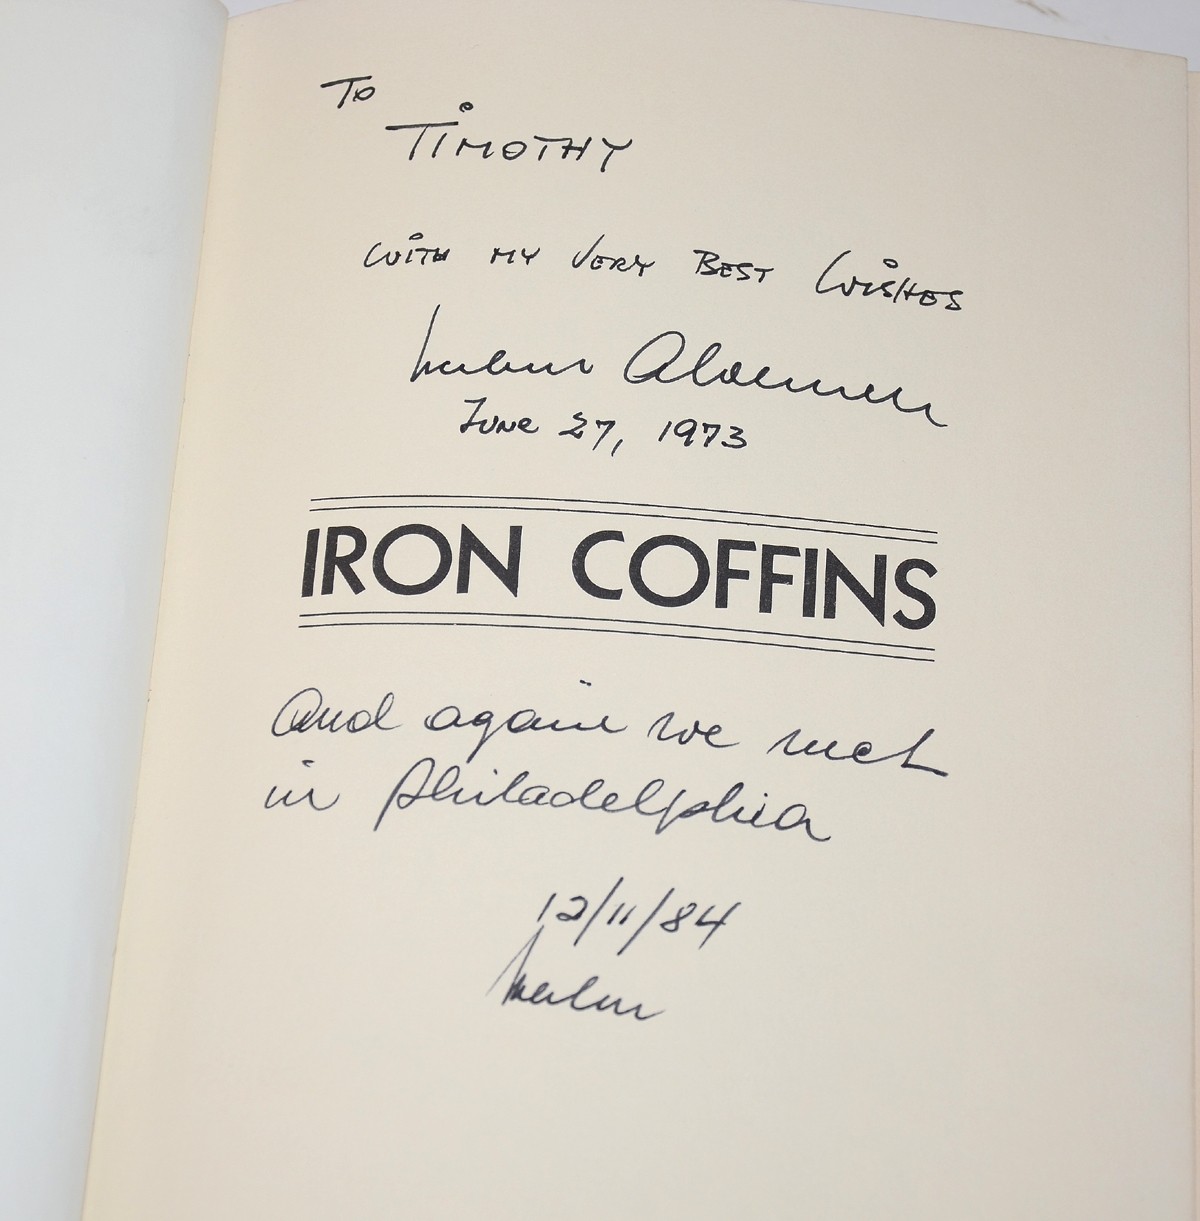 To
TIMOTHY
WITH MY VERY BEST WISHES
June 27, 1973
IRON COFFINS
And again we met
in Philadelphia
12/11/84